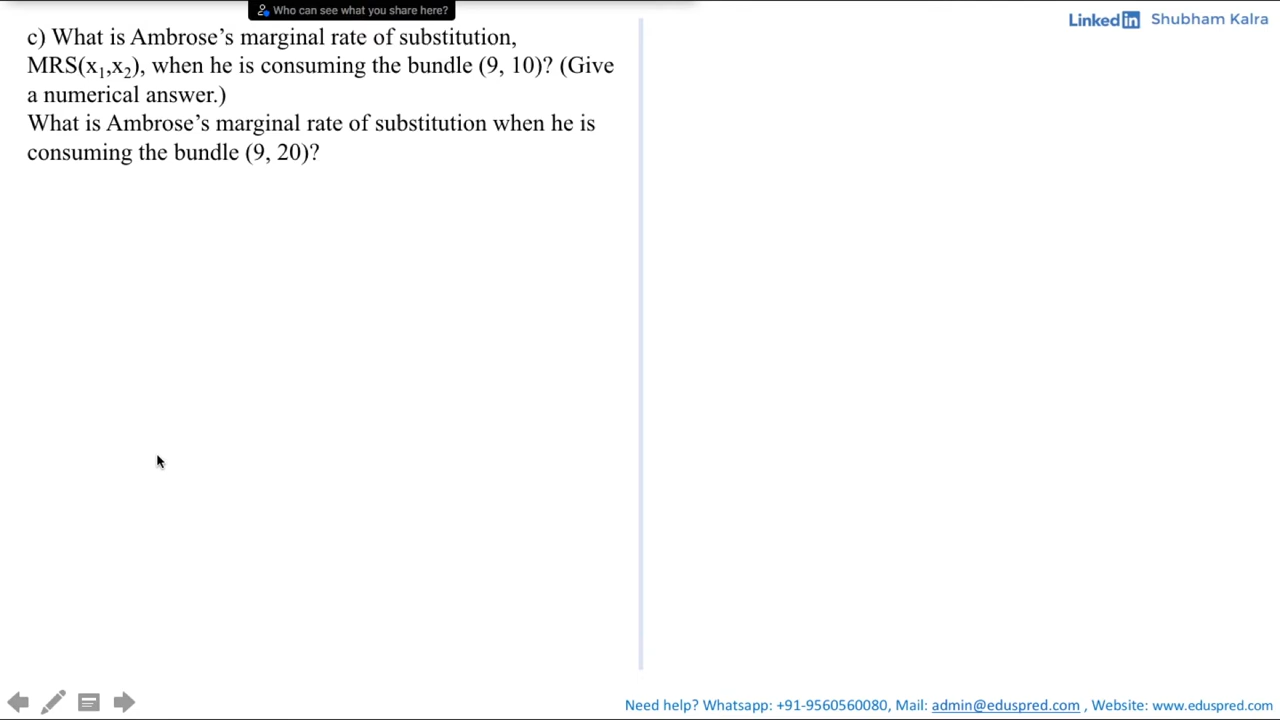 Who can see what you share here?
LinkedIn Shubham Kalra
c) What is Ambrose’s marginal rate of substitution,
MRS(x₁,x₂), when he is consuming the bundle (9, 10)? (Give
a numerical answer.)
What is Ambrose’s marginal rate of substitution when he is
consuming the bundle (9, 20)?
Need help? Whatsapp: +91-9560560080, Mail: admin@eduspred.com , Website: www.eduspred.com